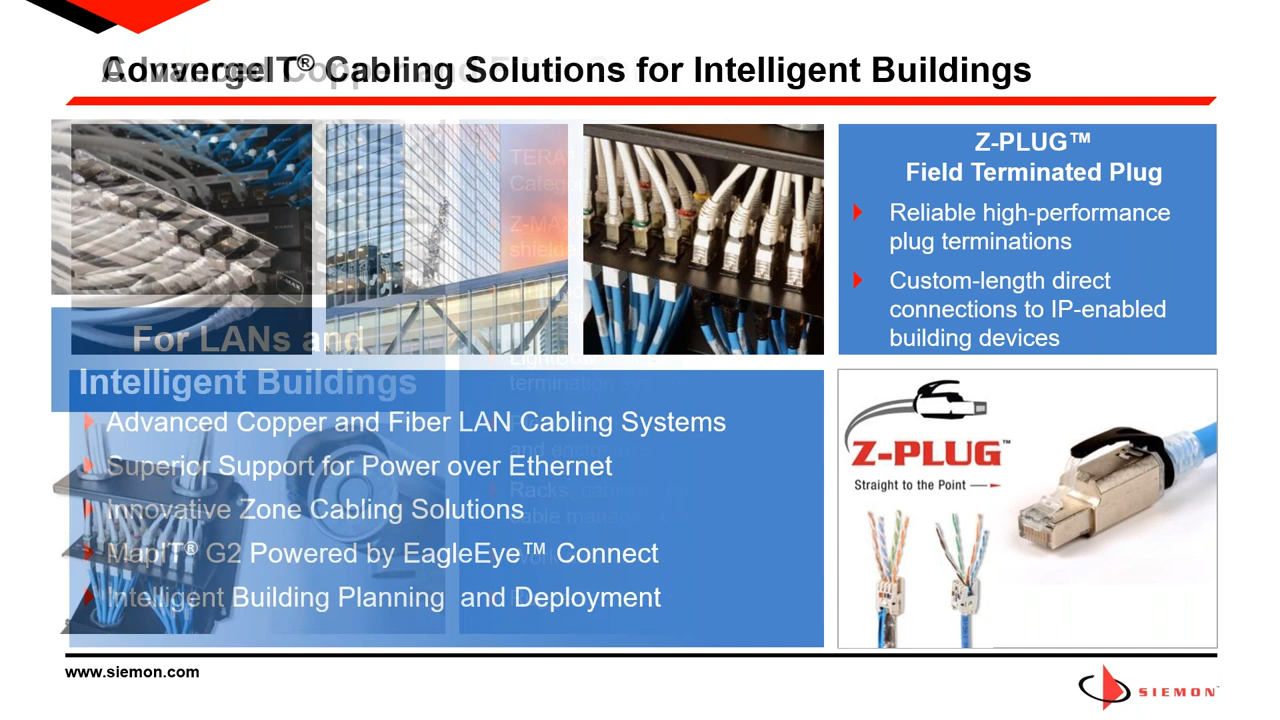 ConvergeIT® Cabling Solutions for Intelligent Buildings
Z-PLUG™
Field Terminated Plug
Reliable high-performance
plug terminations
Custom-length direct
connections to IP-enabled
building devices
For LANs and
Intelligent Buildings
Advanced Copper and Fiber LAN Cabling Systems
Superior Support for Power over Ethernet
Innovative Zone Cabling Solutions
MapIT® G2 Powered by EagleEye™ Connect
Intelligent Building Planning and Deployment
TERA
Z-MAX
Racks,
Z-PLUG™
Straight to the Point
www.siemon.com
SIEMON